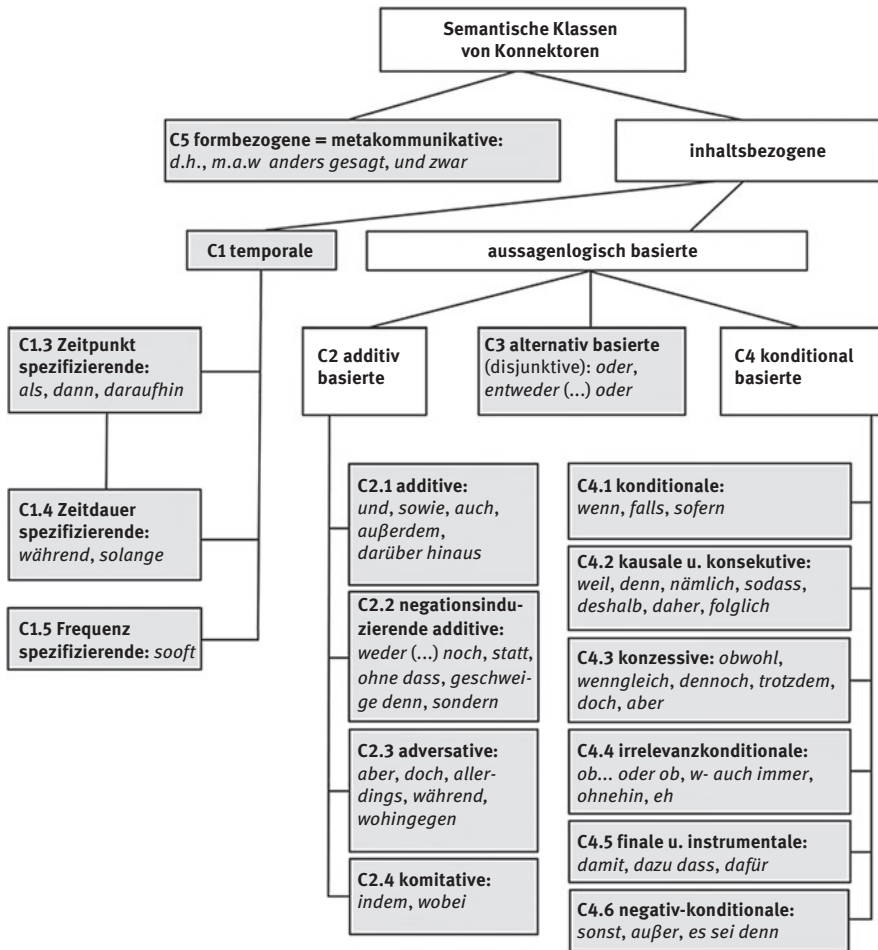 Semantische Klassen
von Konnektoren
C5 formbezogene = metakommunikative:
d.h., m.a.w anders gesagt, und zwar
inhaltsbezogene
C1 temporale
aussagenlogisch basierte
C1.3 Zeitpunkt
spezifizierende:
als, dann, daraufhin
C2 additiv
basierte
C3 alternativ basierte
(disjunktive): oder,
entweder (...) oder
C4 konditional
basierte
C1.4 Zeitdauer
spezifizierende:
während, solange
C1.5 Frequenz
spezifizierende: sooft
C2.1 additive:
und, sowie, auch,
außerdem,
darüber hinaus
C2.2 negationsindu-
zierende additive:
weder (...) noch, statt,
ohne dass, geschwei-
ge denn, sondern
C2.3 adversative:
aber, doch, aller-
dings, während,
wohingegen
C2.4 komitative:
indem, wobei
C4.1 konditionale:
wenn, falls, sofern
C4.2 kausale u. konsekutive:
weil, denn, nämlich, sodass,
deshalb, daher, folglich
C4.3 konzessive: obwohl,
wenngleich, dennoch, trotzdem,
doch, aber
C4.4 irrelevanzkonditionale:
ob... oder ob, w- auch immer,
ohnehin, eh
C4.5 finale u. instrumentale:
damit, dazu dass, dafür
C4.6 negativ-konditionale:
sonst, außer, es sei denn